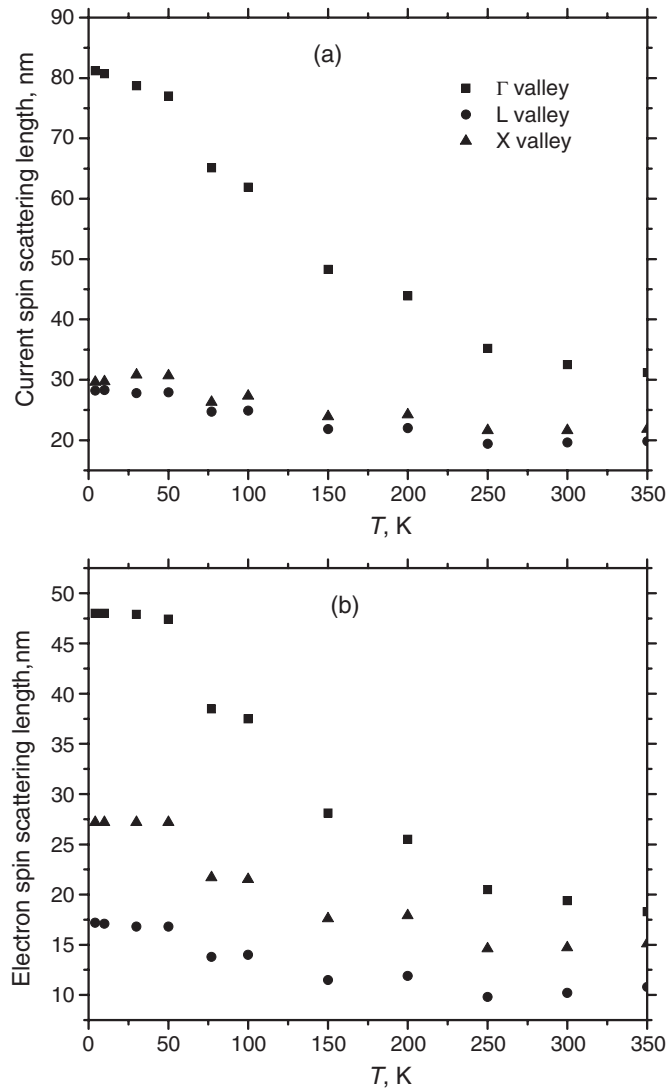 90
80
70
60
50
40
30
20
Current spin scattering length, nm
(a)
Γ valley
L valley
X valley
0 50 100 150 200 250 300 350
T, K
50
45
40
35
30
25
20
15
10
Electron spin scattering length,nm
(b)
0 50 100 150 200 250 300 350
T, K